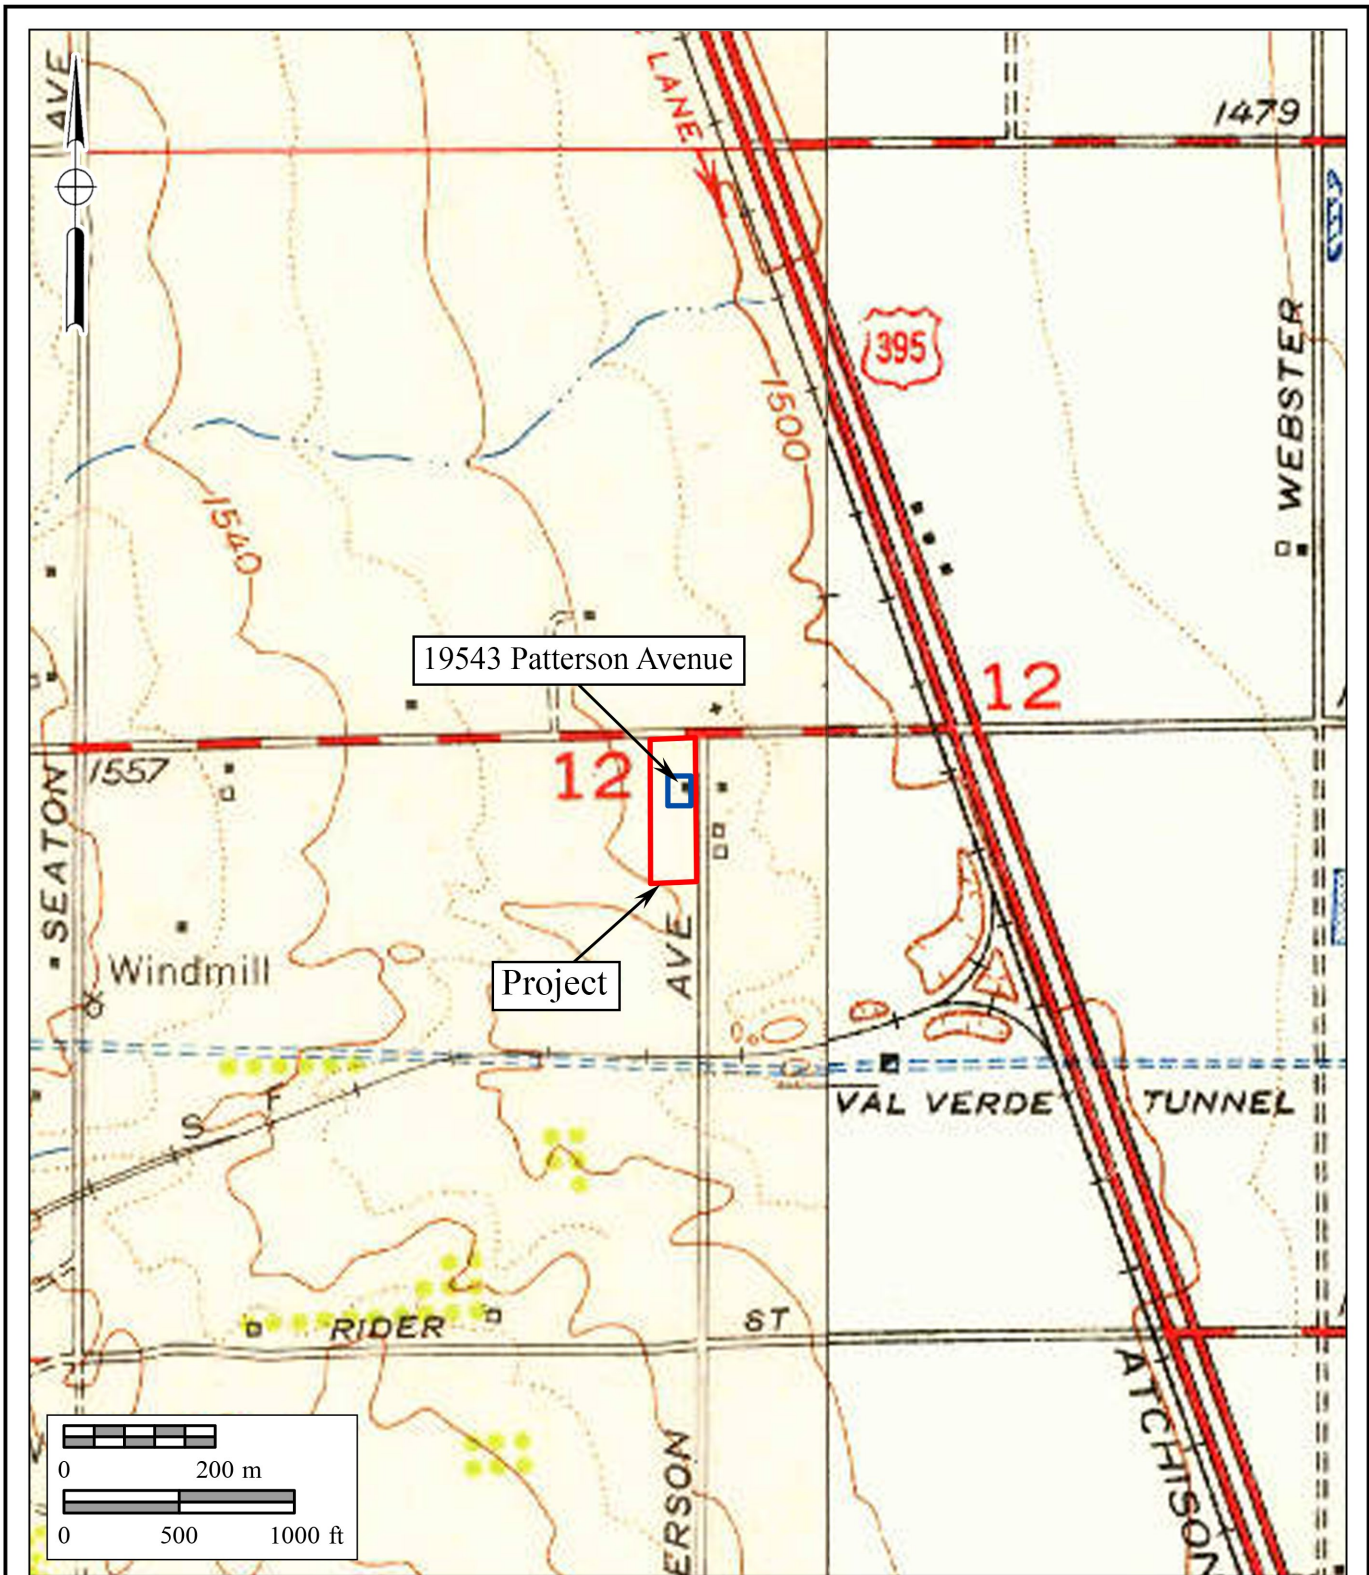 AVE
LANE
1479
395
WEBSTER
1500
1540
19543 Patterson Avenue
12
12
1557
SEATON
AVE
Windmill
Project
VAL VERDE TUNNEL
S
F
RIDER ST
ATCHISON
ERSON
0 200 m
0 500 1000 ft